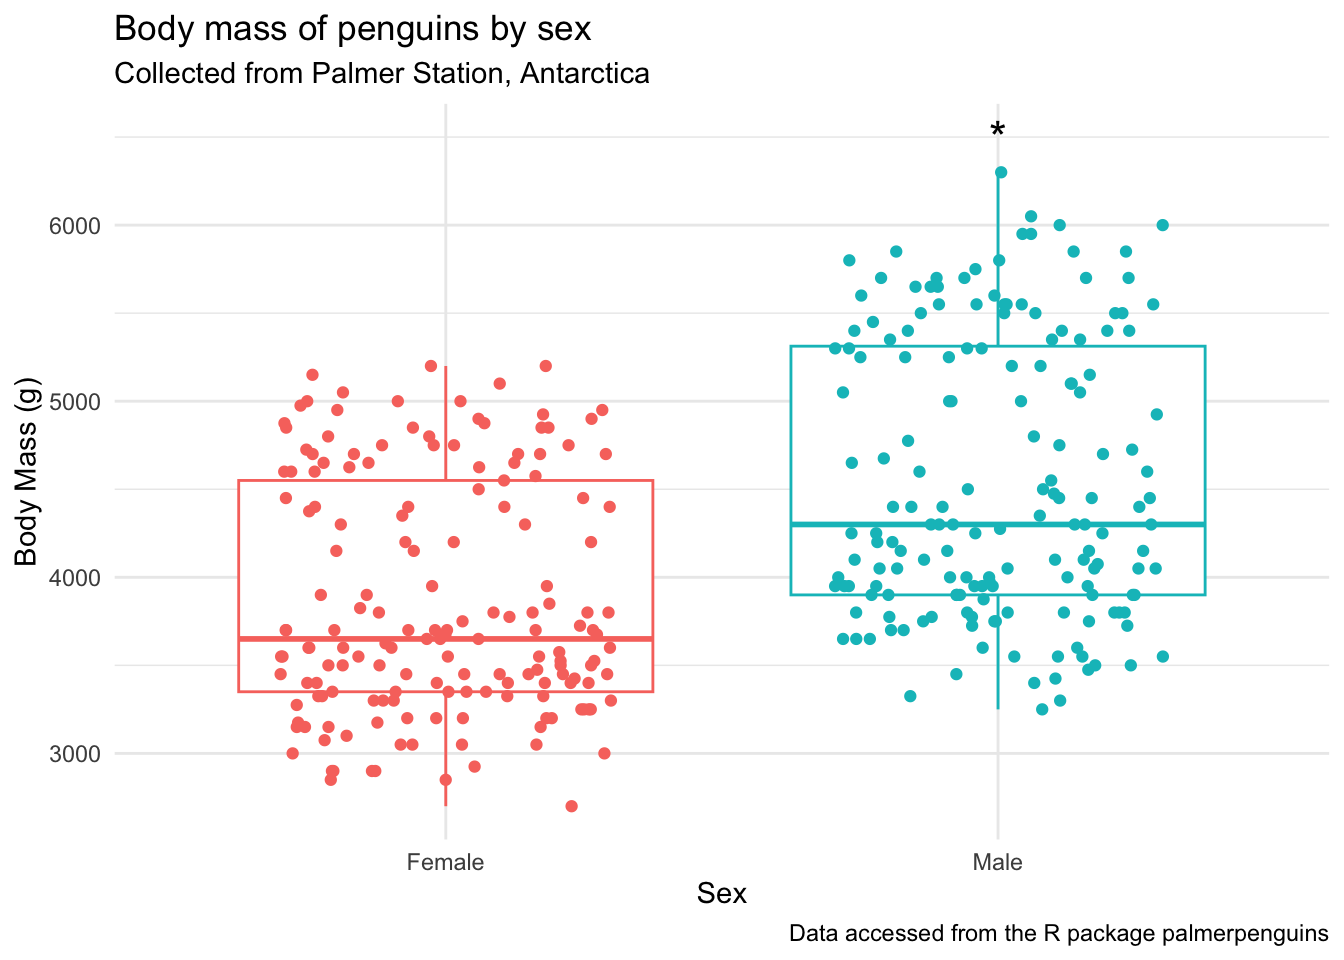 Body mass of penguins by sex
Collected from Palmer Station, Antarctica
*
6000
5000
4000
3000
Body Mass (g)
Female
Male
Sex
Data accessed from the R package palmerpenguins